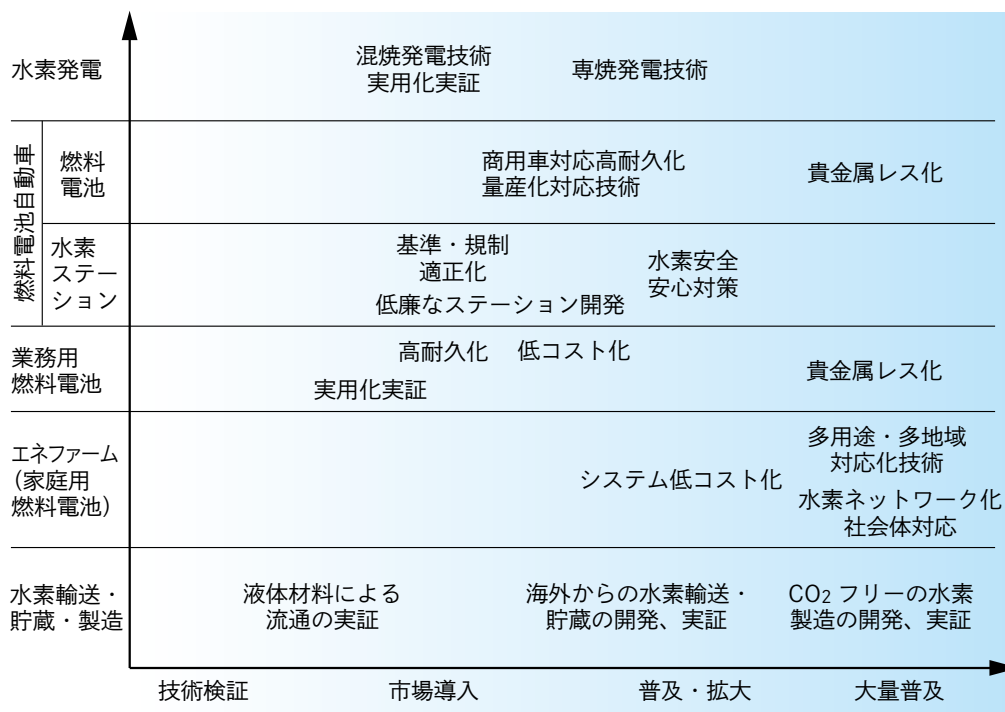 水素発電
混焼発電技術
実用化実証
専焼発電技術
燃料電池自動車
燃料
電池
商用車対応高耐久化
量産化対応技術
貴金属レス化
水素
ステー
ション
基準・規制
適正化
低廉なステーション開発
水素安全
安心対策
業務用
燃料電池
高耐久化
低コスト化
実用化実証
貴金属レス化
エネファーム
(家庭用
燃料電池)
システム低コスト化
多用途・多地域
対応化技術
水素ネットワーク化
社会体対応
水素輸送・
貯蔵・製造
液体材料による
流通の実証
海外からの水素輸送・
貯蔵の開発、実証
CO₂ フリーの水素
製造の開発、実証
技術検証
市場導入
普及・拡大
大量普及